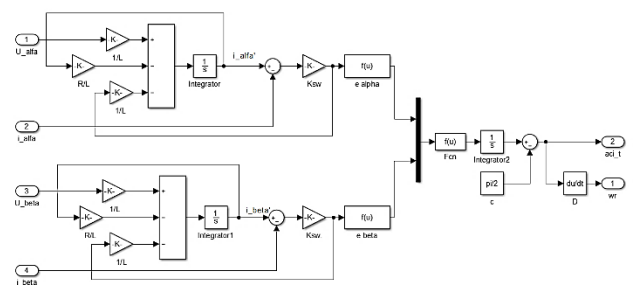 1
U_alfa
-K-
1/L
-K-
R/L
-K-
1/L
+
−
−
1
s
Integrator
i_alfa'
+
−
-K-
Ksw
f(u)
e alpha
2
i_alfa
3
U_beta
-K-
1/L
-K-
R/L
-K-
1/L
+
−
−
1
s
Integrator1
i_beta'
+
−
-K-
Ksw
f(u)
e beta
4
i_beta
f(u)
Fcn
1
s
Integrator2
+
−
pi/2
c
du/dt
D
2
aci_t
1
wr